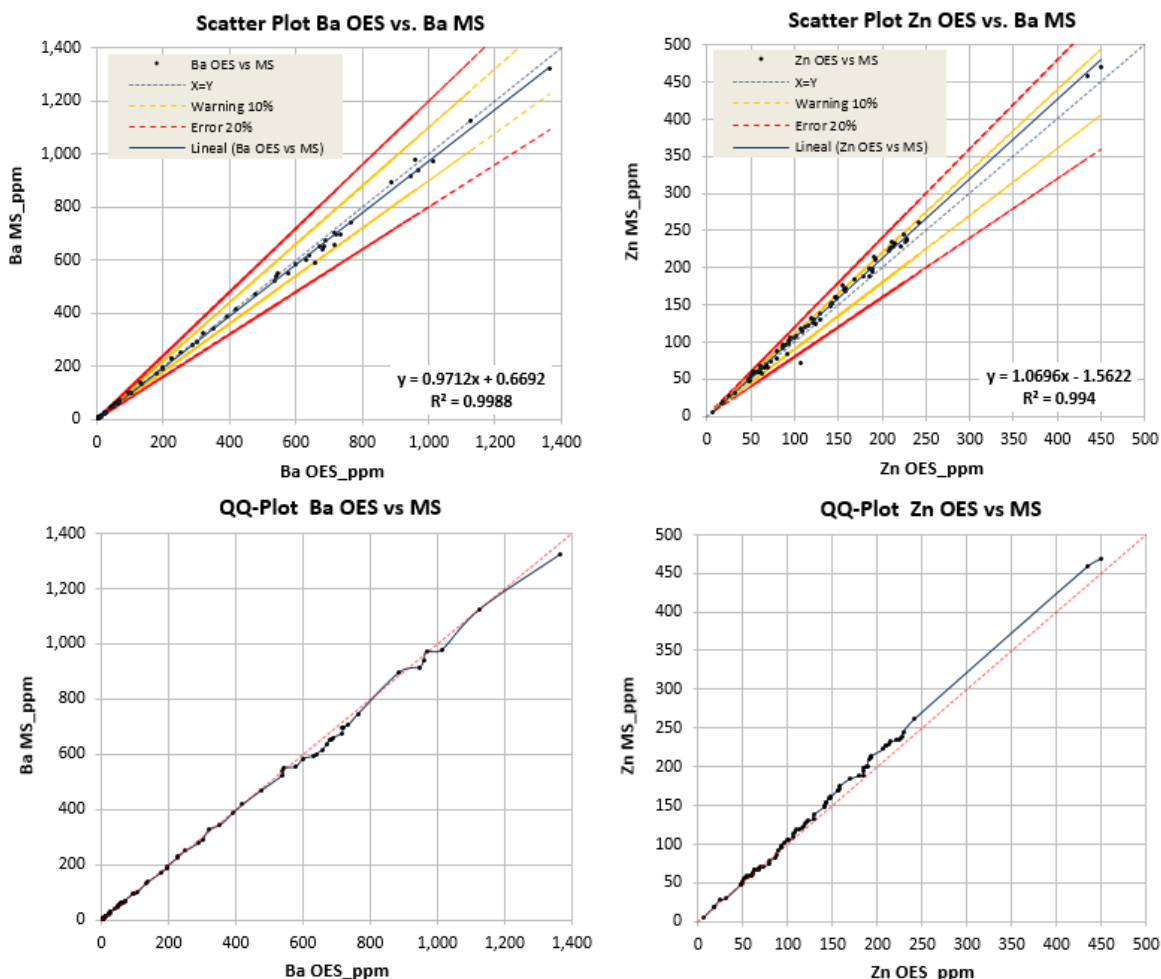 Scatter Plot Ba OES vs. Ba MS
1,400
1,200
1,000
800
600
400
200
0
Ba MS_ppm
Ba OES vs MS
X=Y
Warning 10%
Error 20%
Lineal (Ba OES vs MS)
y = 0.9712x + 0.6692
R² = 0.9988
0 200 400 600 800 1,000 1,200 1,400
Ba OES_ppm
Scatter Plot Zn OES vs. Ba MS
500
450
400
350
300
250
200
150
100
50
0
Zn MS_ppm
Zn OES vs MS
X=Y
Warning 10%
Error 20%
Lineal (Zn OES vs MS)
y = 1.0696x - 1.5622
R² = 0.994
0 50 100 150 200 250 300 350 400 450 500
Zn OES_ppm
QQ-Plot Ba OES vs MS
1,400
1,200
1,000
800
600
400
200
0
Ba MS_ppm
0 200 400 600 800 1,000 1,200 1,400
Ba OES_ppm
QQ-Plot Zn OES vs MS
500
450
400
350
300
250
200
150
100
50
0
Zn MS_ppm
0 50 100 150 200 250 300 350 400 450 500
Zn OES_ppm